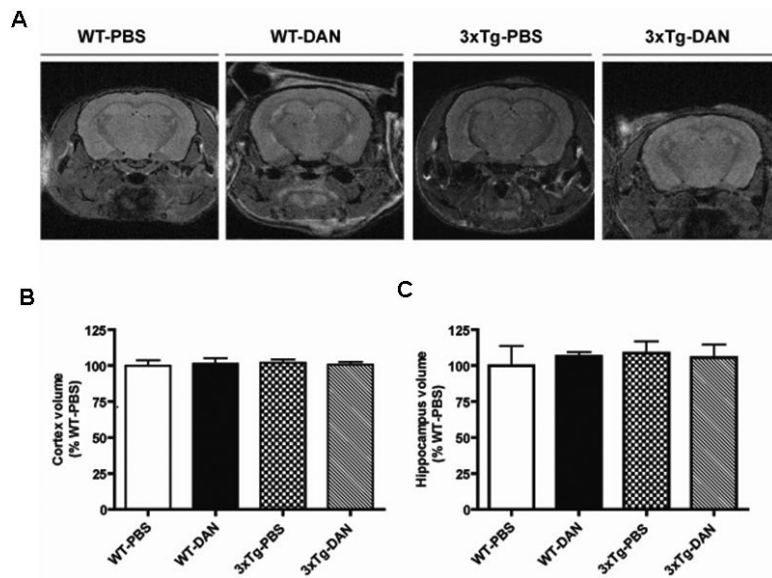 A
WT-PBS
WT-DAN
3xTg-PBS
3xTg-DAN
B
Cortex volume
(% WT-PBS)
125
100
75
50
25
0
WT-PBS
WT-DAN
3xTg-PBS
3xTg-DAN
C
Hippocampus volume
(% WT-PBS)
125
100
75
50
25
0
WT-PBS
WT-DAN
3xTg-PBS
3xTg-DAN